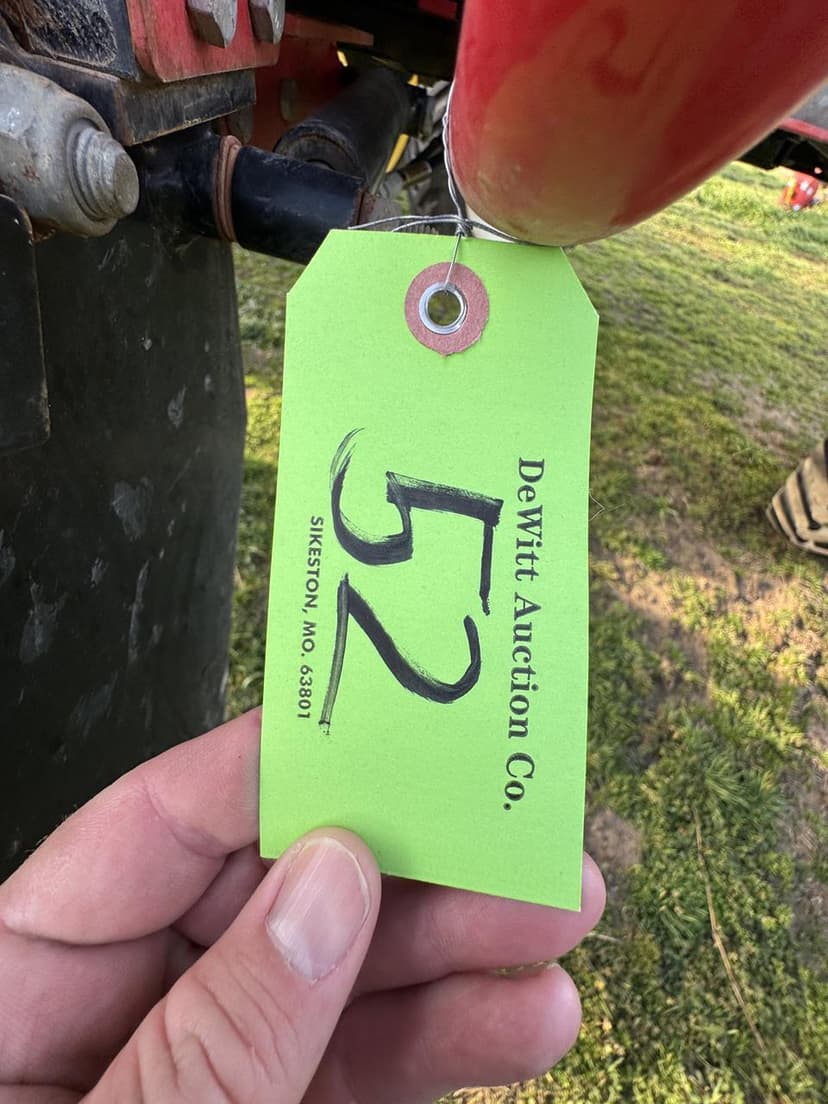 DeWitt Auction Co.
52
SIKESTON, MO. 63801